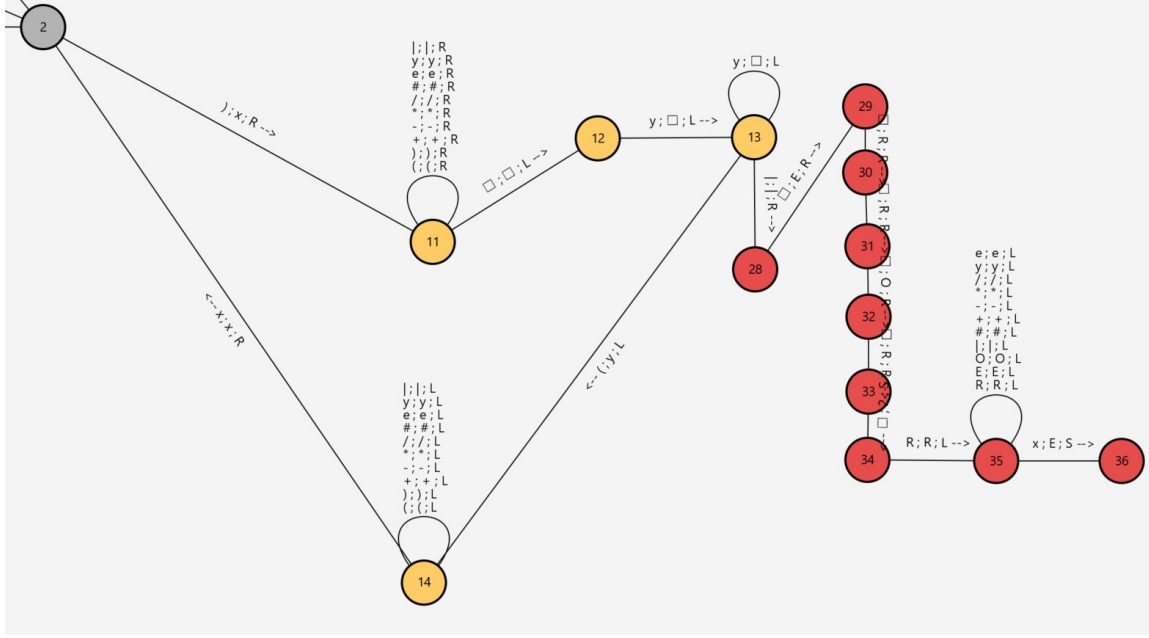 2
|;|;R
y;y;R
e;e;R
#;#;R
/;/;R
*;*;R
-;-;R
+;+;R
););R
(;(;R
);x;R -->
11
□;□;L -->
12
y;□;L -->
y;□;L
13
|;|;R -->
28
□;E;R -->
29
30
31
32
33
34
□;O;R -->
R;R;L -->
e;e;L
y;y;L
/;/;L
*;*;L
-;-;L
+;+;L
#;#;L
|;|;L
O;O;L
E;E;L
R;R;L
35
x;E;S -->
36
<-- (;y;L
<-- x;x;R
|;|;L
y;y;L
e;e;L
#;#;L
/;/;L
*;*;L
-;-;L
+;+;L
););L
(;(;L
14